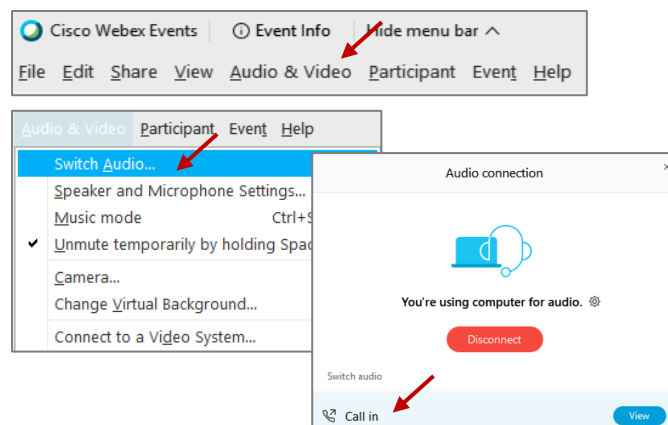 Cisco Webex Events Event Info Hide menu bar
File Edit Share View Audio & Video Participant Event Help
Audio & Video Participant Event Help
Switch Audio...
Speaker and Microphone Settings...
Music mode Ctrl+S
Unmute temporarily by holding Spac
Camera...
Change Virtual Background...
Connect to a Video System...
Audio connection
You're using computer for audio.
Disconnect
Switch audio
Call in View